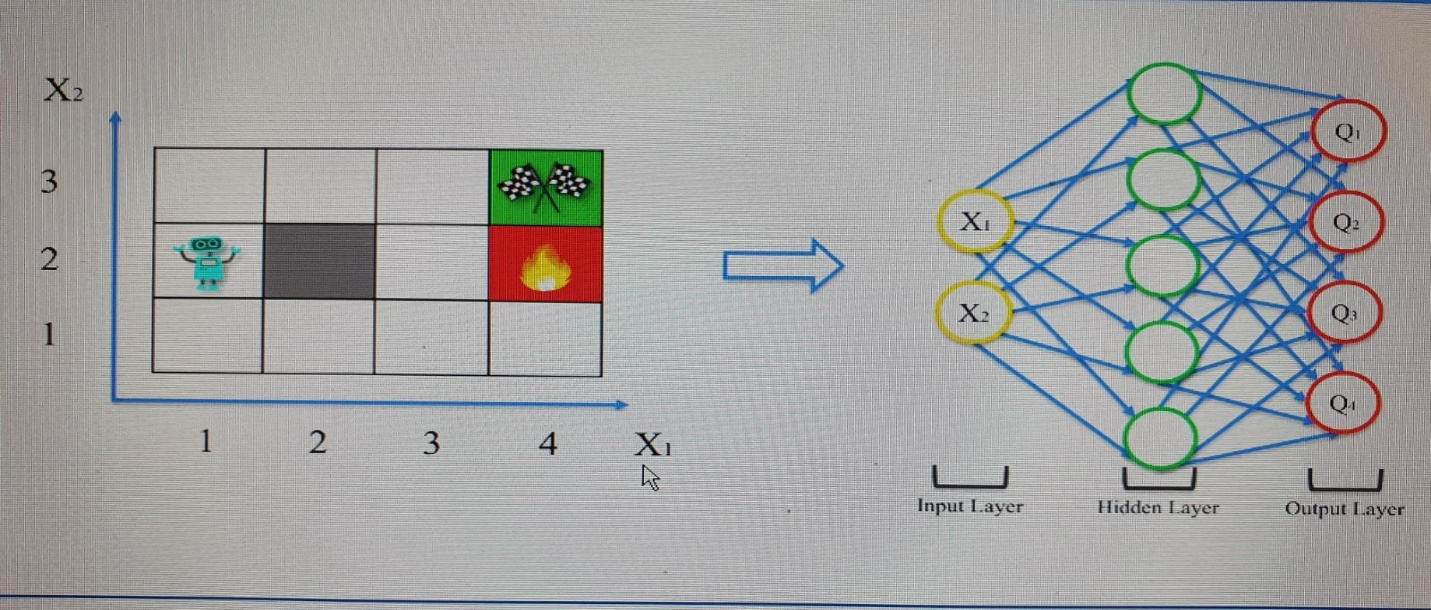 X₂
3
2
1
1 2 3 4 X₁
X₁
X₂
Q₁
Q₂
Q₃
Q₄
Input Layer Hidden Layer Output Layer